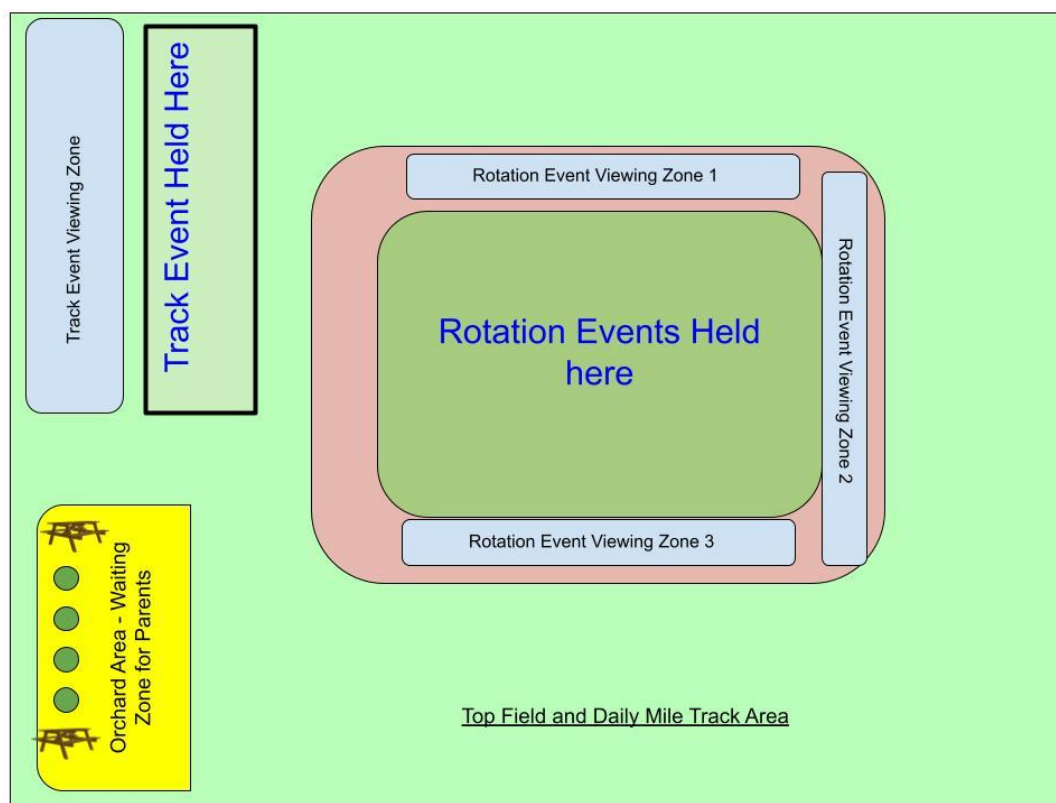 Track Event Viewing Zone
Track Event Held Here
Rotation Event Viewing Zone 1
Rotation Events Held
here
Rotation Event Viewing Zone 2
Rotation Event Viewing Zone 3
Orchard Area - Waiting
Zone for Parents
Top Field and Daily Mile Track Area